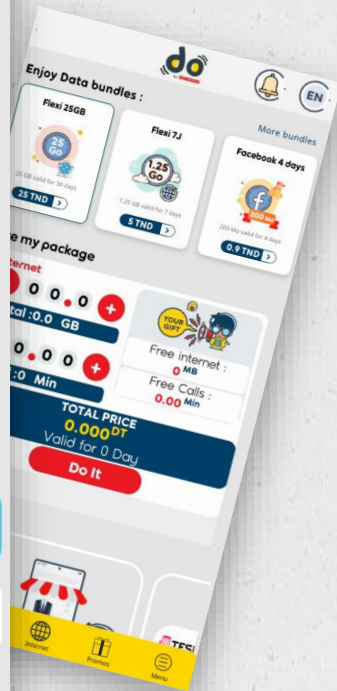 do
EN
Enjoy Data bundles :
More bundles
Flexi 25GB
25
Go
25 GB valid for 30 days
25 TND >
Flexi 7J
1.25
Go
1,25 GB valid for 7 days
5 TND >
Facebook 4 days
200 Mo
200 Mo valid for 4 days
0.9 TND >
e my package
ternet
0 0.0 +
tal :0.0 GB
0.0 0 +
:0 Min
YOUR
GIFT
Free internet :
0 MB
Free Calls :
0.00 Min
TOTAL PRICE
0.000DT
Valid for 0 Day
Do It
Internet
Promos
Menu